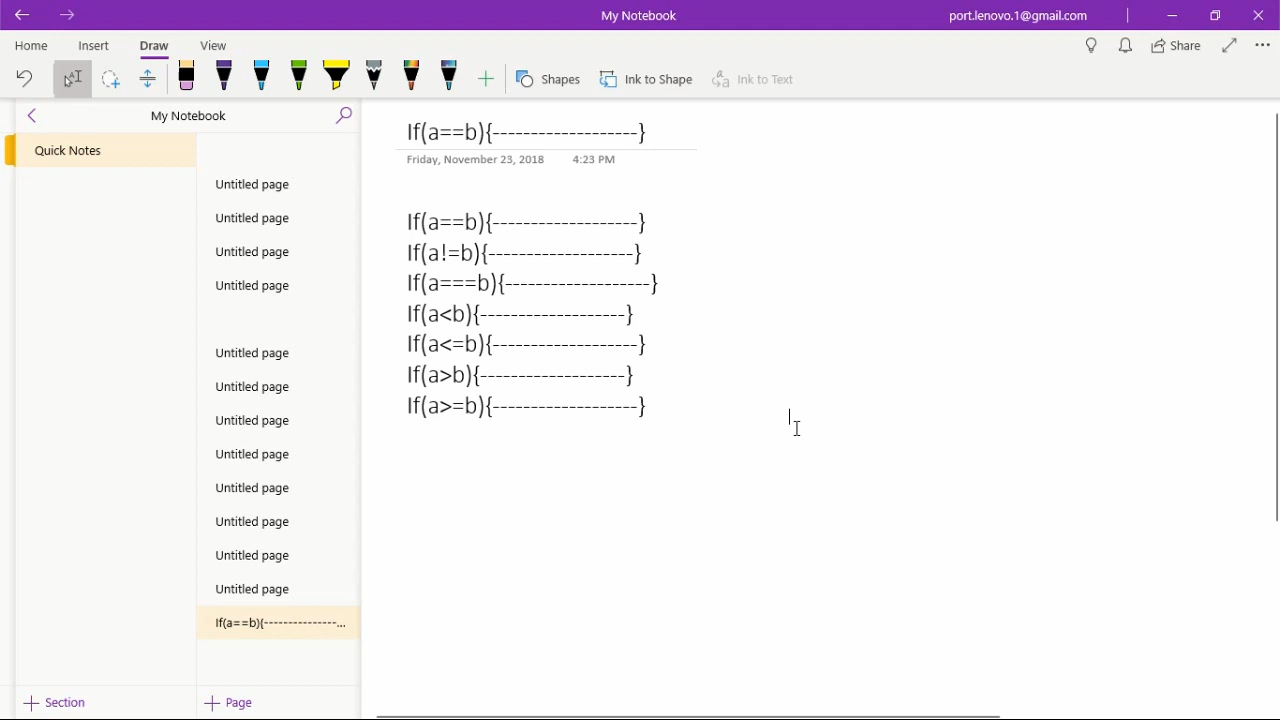 My Notebook
port.lenovo.1@gmail.com
Home Insert Draw View
Share
Shapes
Ink to Shape
Ink to Text
My Notebook
Quick Notes
Untitled page
Untitled page
Untitled page
Untitled page
Untitled page
Untitled page
Untitled page
Untitled page
Untitled page
Untitled page
Untitled page
Untitled page
If(a==b){---------------...
+ Section
+ Page
If(a==b){-------------------}
Friday, November 23, 2018 4:23 PM
If(a==b){-------------------}
If(a!=b){-------------------}
If(a===b){-------------------}
If(a<b){-------------------}
If(a<=b){-------------------}
If(a>b){-------------------}
If(a>=b){-------------------}